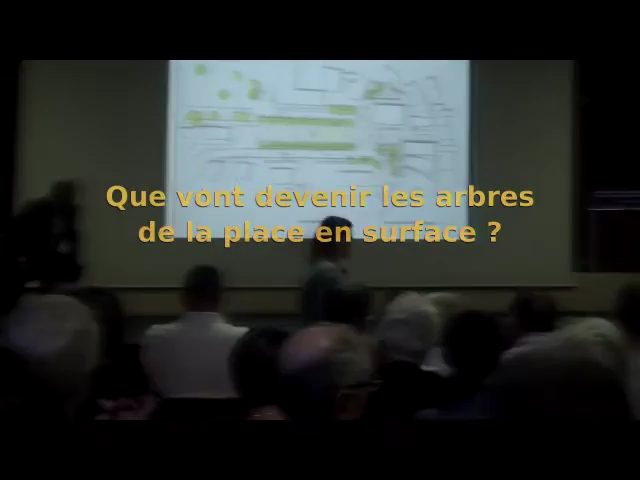 Que vont devenir les arbres
de la place en surface ?